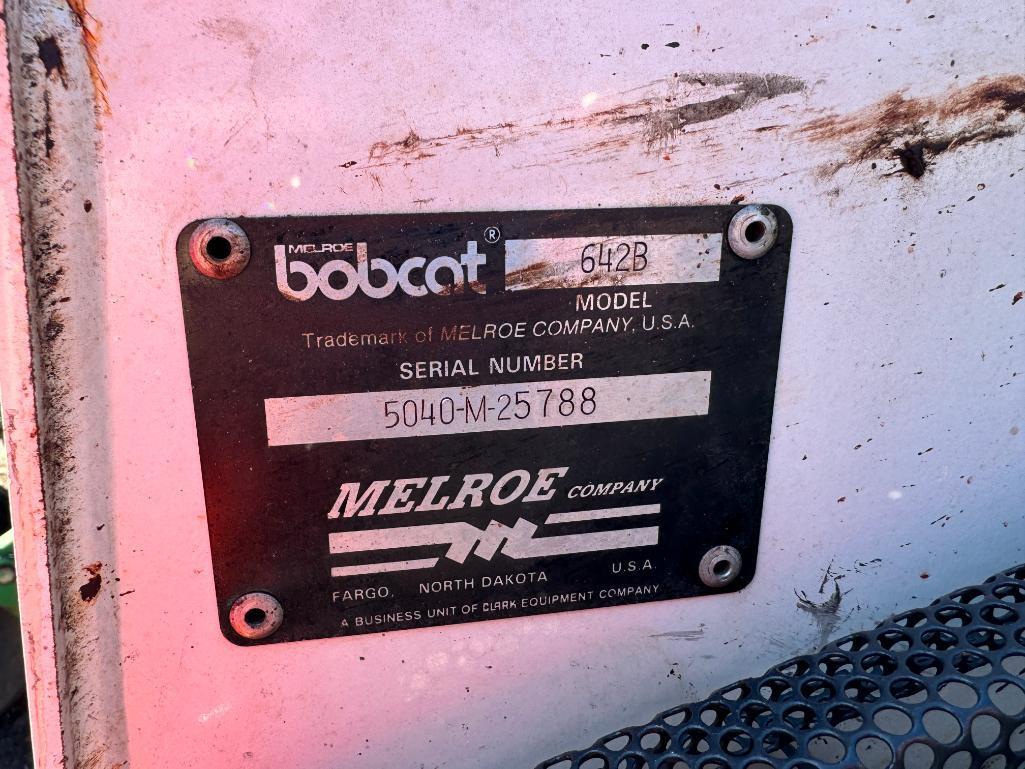 MELROE
bobcat® 642B
MODEL
Trademark of MELROE COMPANY, U.S.A.
SERIAL NUMBER
5040-M-25788
MELROE COMPANY
FARGO, NORTH DAKOTA U.S.A.
A BUSINESS UNIT OF CLARK EQUIPMENT COMPANY